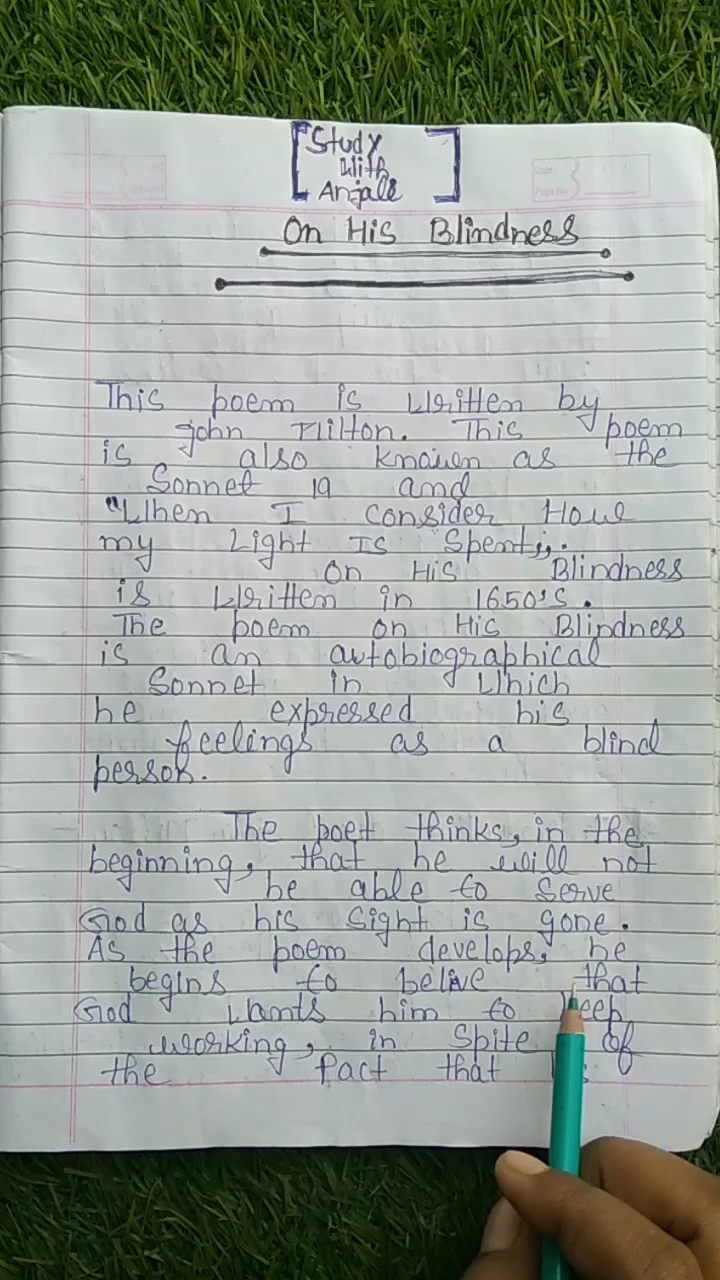 Study
With
Anjali
On His Blindness
This poem is written by
john Milton. This poem
is also known as the
Sonnet 19 and
"When I consider How
my Light Is Spent,,.
On His Blindness
is written in 1650's.
The poem on His Blindness
is an autobiographical
Sonnet in Which
he expressed his
feelings as a blind
person.
The poet thinks, in the
beginning, that he will not
be able to Serve
God as his Sight is gone.
As the poem develops, he
begins to belive that
God wants him to keep
working, in Spite of
the Fact that